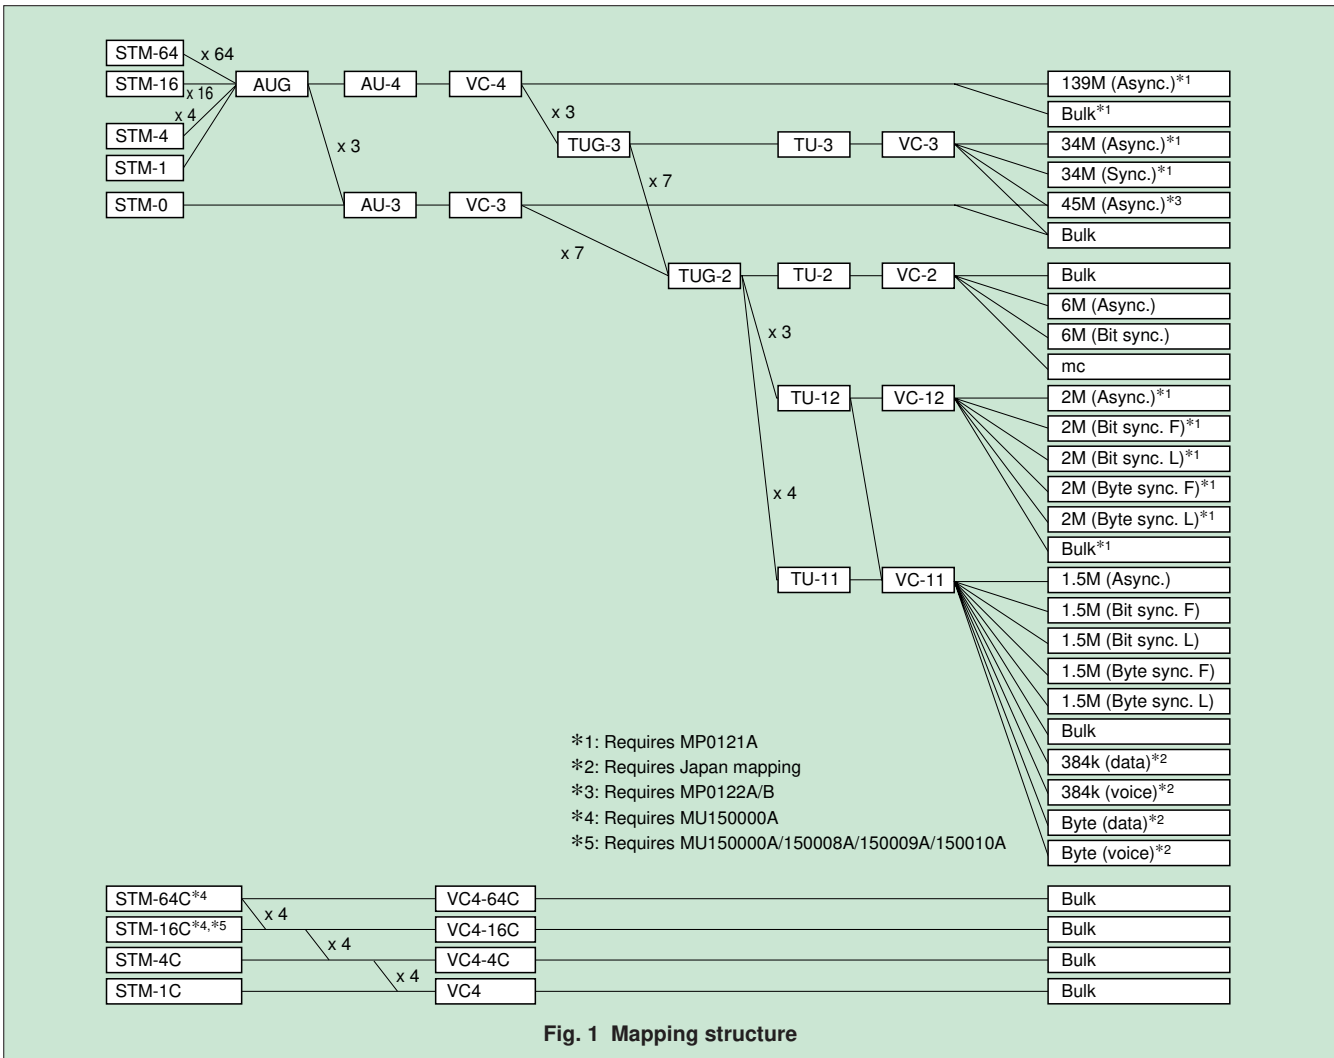 STM-64
x 64
STM-16
x 16
AUG
AU-4
VC-4
139M (Async.)*1
Bulk*1
STM-4
x 4
x 3
x 3
TUG-3
TU-3
VC-3
34M (Async.)*1
STM-1
34M (Sync.)*1
x 7
STM-0
AU-3
VC-3
45M (Async.)*3
Bulk
x 7
TUG-2
TU-2
VC-2
Bulk
6M (Async.)
x 3
6M (Bit sync.)
mc
TU-12
VC-12
2M (Async.)*1
2M (Bit sync. F)*1
2M (Bit sync. L)*1
x 4
2M (Byte sync. F)*1
2M (Byte sync. L)*1
Bulk*1
TU-11
VC-11
1.5M (Async.)
1.5M (Bit sync. F)
1.5M (Bit sync. L)
1.5M (Byte sync. F)
1.5M (Byte sync. L)
Bulk
384k (data)*2
384k (voice)*2
Byte (data)*2
Byte (voice)*2
*1: Requires MP0121A
*2: Requires Japan mapping
*3: Requires MP0122A/B
*4: Requires MU150000A
*5: Requires MU150000A/150008A/150009A/150010A
STM-64C*4
VC4-64C
Bulk
x 4
STM-16C*4,*5
VC4-16C
Bulk
x 4
STM-4C
VC4-4C
Bulk
x 4
STM-1C
VC4
Bulk
Fig. 1 Mapping structure